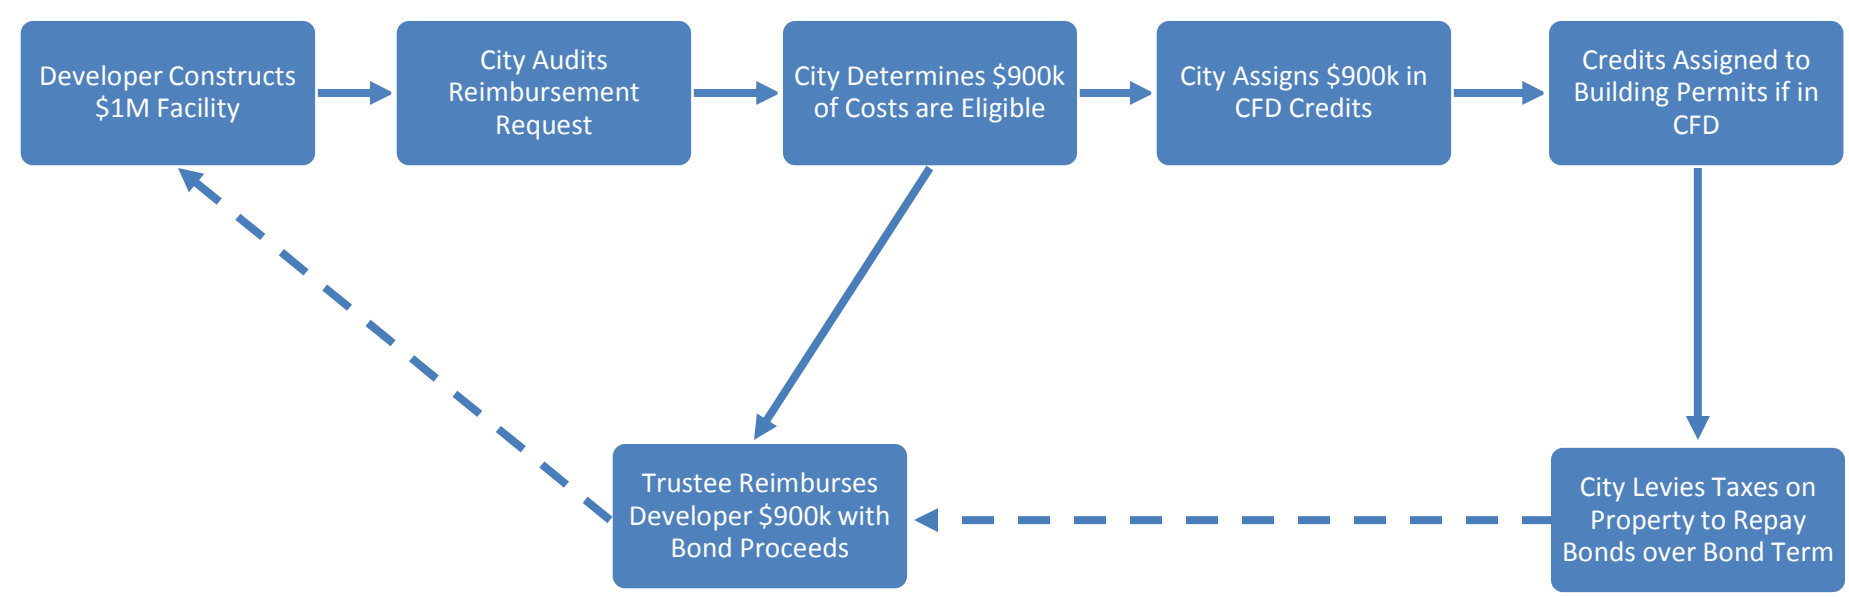 Developer Constructs
$1M Facility
City Audits
Reimbursement
Request
City Determines $900k
of Costs are Eligible
City Assigns $900k in
CFD Credits
Credits Assigned to
Building Permits if in
CFD
Trustee Reimburses
Developer $900k with
Bond Proceeds
City Levies Taxes on
Property to Repay
Bonds over Bond Term